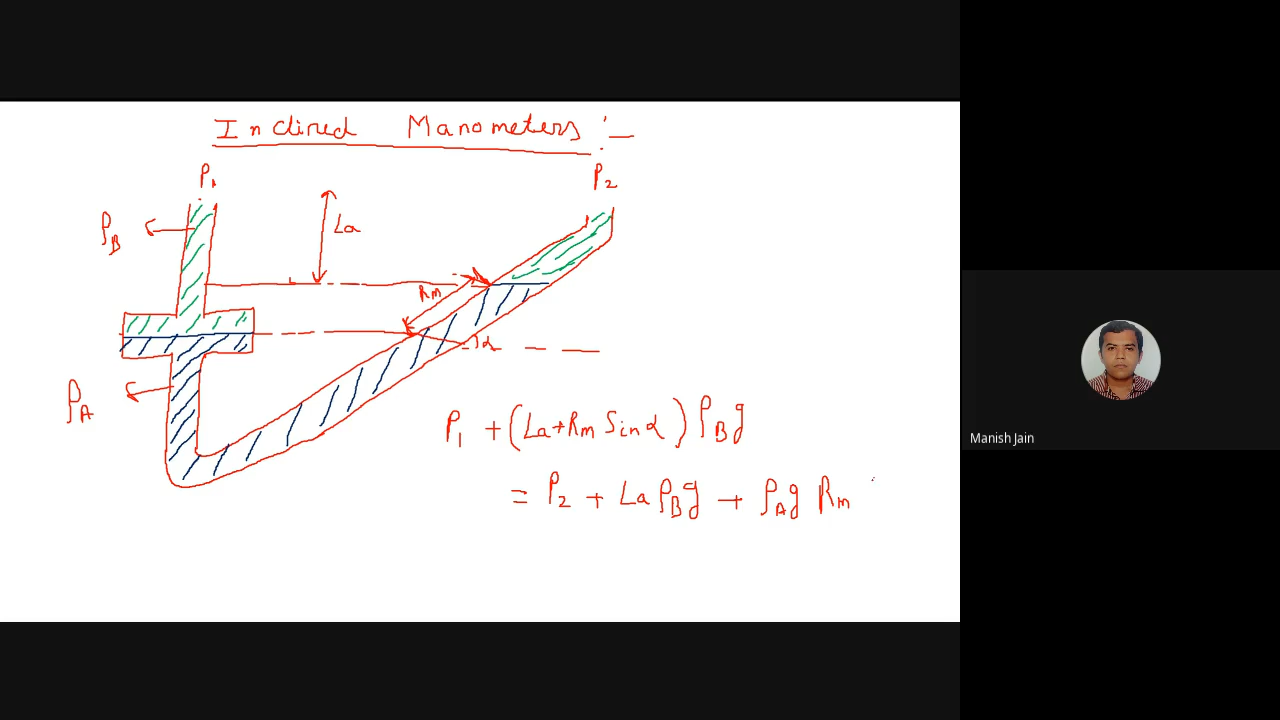 Inclined Manometers :-
P1
P2
ρB
La
Rm
α
ρA
P1 + (La+Rm Sinα) ρB g
= P2 + La ρB g + ρA g Rm
Manish Jain